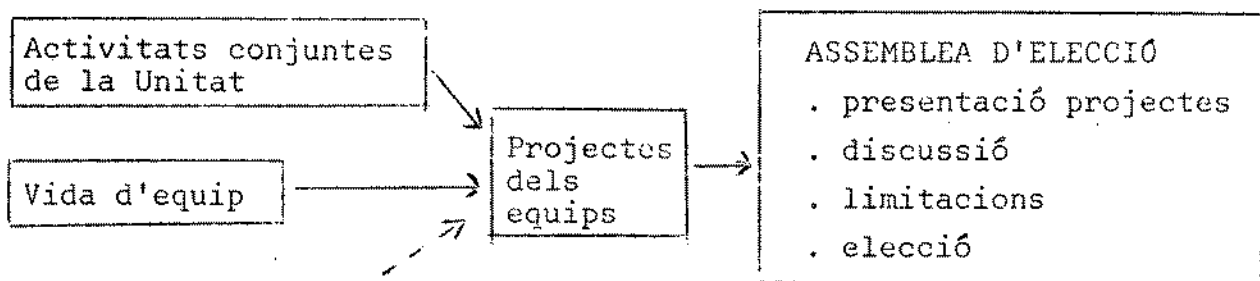 Activitats conjuntes
de la Unitat
Vida d'equip
Projectes
dels
equips
ASSEMBLEA D'ELECCIÓ
. presentació projectes
. discussió
. limitacions
. elecció